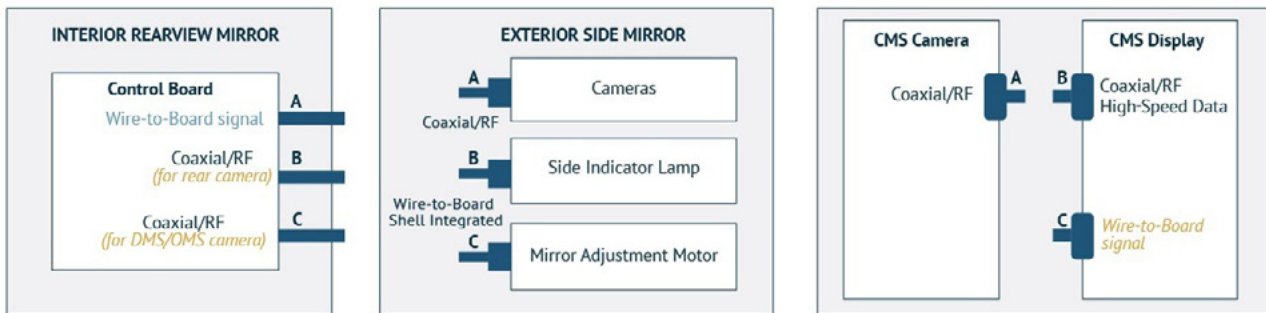 INTERIOR REARVIEW MIRROR
Control Board
A
Wire-to-Board signal
Coaxial/RF
B
(for rear camera)
Coaxial/RF
C
(for DMS/OMS camera)
EXTERIOR SIDE MIRROR
A
Cameras
Coaxial/RF
B
Side Indicator Lamp
Wire-to-Board
Shell Integrated
C
Mirror Adjustment Motor
CMS Camera
Coaxial/RF
A
CMS Display
B
Coaxial/RF
High-Speed Data
C
Wire-to-Board
signal